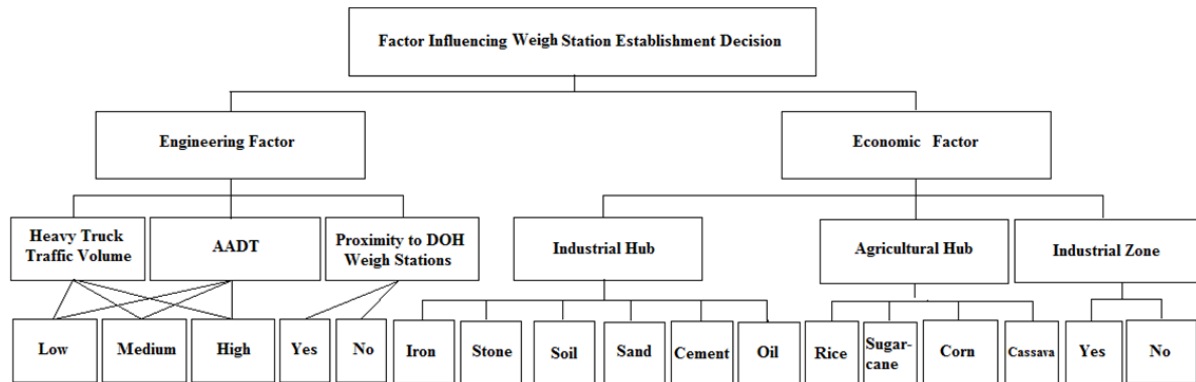 Factor Influencing Weigh Station Establishment Decision
Engineering Factor
Economic Factor
Heavy Truck
Traffic Volume
AADT
Proximity to DOH
Weigh Stations
Industrial Hub
Agricultural Hub
Industrial Zone
Low
Medium
High
Yes
No
Iron
Stone
Soil
Sand
Cement
Oil
Rice
Sugar-
cane
Corn
Cassava
Yes
No